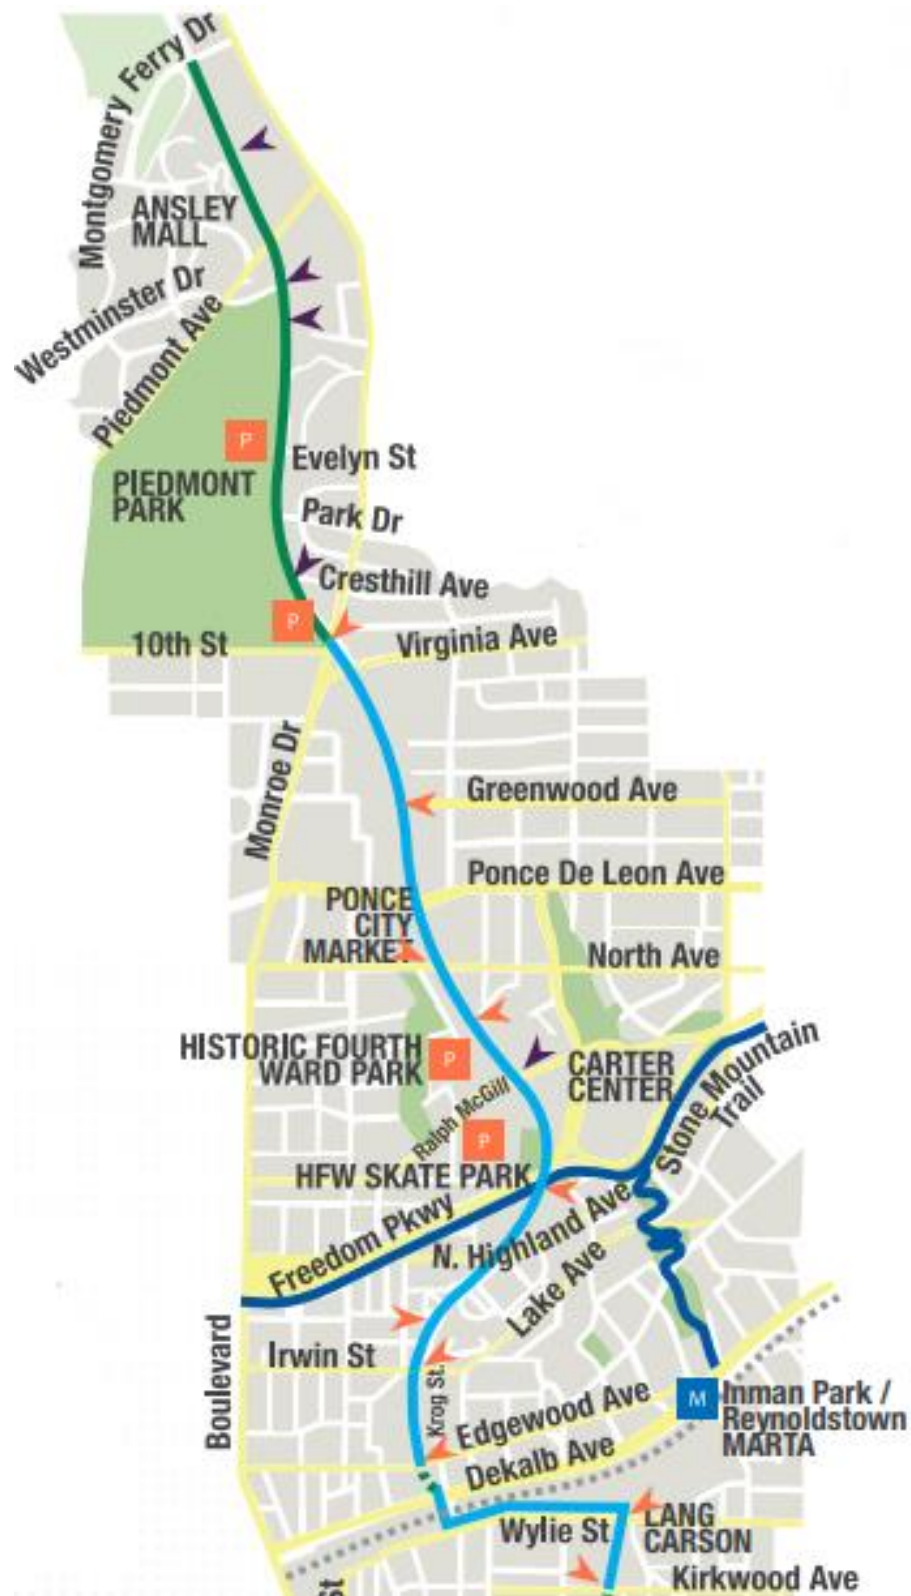 Montgomery Ferry Dr
ANSLEY
MALL
Westminster Dr
Piedmont Ave
P
Evelyn St
PIEDMONT
PARK
Park Dr
Cresthill Ave
P
10th St
Virginia Ave
Monroe Dr
Greenwood Ave
Ponce De Leon Ave
PONCE
CITY
MARKET
North Ave
HISTORIC FOURTH
WARD PARK
P
CARTER
CENTER
Stone Mountain
Trail
Ralph McGill
P
HFW SKATE PARK
Freedom Pkwy
N. Highland Ave
Lake Ave
Boulevard
Irwin St
Krog St.
M
Inman Park /
Reynoldstown
MARTA
Edgewood Ave
Dekalb Ave
Wylie St
LANG
CARSON
Kirkwood Ave
St